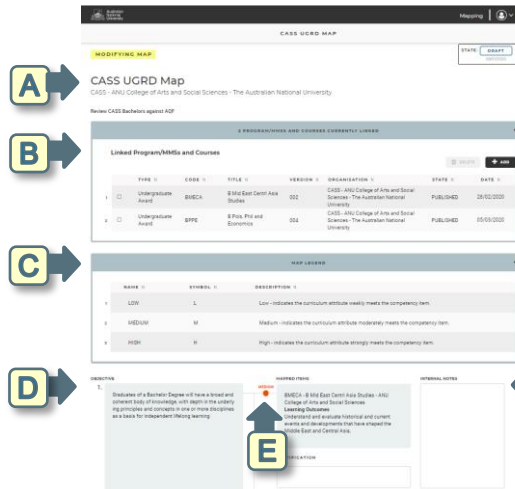 Australian
National
University
Mapping
CASS UGRD MAP
MODIFYING MAP
STATE:
DRAFT
A
CASS UGRD Map
CASS - ANU College of Arts and Social Sciences - The Australian National University
Review CASS Bachelors against AQF
2 PROGRAM/MMSS AND COURSES CURRENTLY LINKED
B
Linked Program/MMSs and Courses
DELETE
+ ADD
TYPE CODE TITLE VERSION ORGANISATION STATE DATE
1 Undergraduate Award BMECA B Mid East Centrl Asia Studies 002 CASS - ANU College of Arts and Social Sciences - The Australian National University PUBLISHED 28/02/2020
2 Undergraduate Award BPPE B Pols, Phil and Economics CASS - ANU College of Arts and Social Sciences - The Australian National University PUBLISHED 05/03/2020
C
MAP LEGEND
NAME SYMBOL DESCRIPTION
1 LOW L Low - indicates the curriculum attribute weakly meets the competency item.
2 MEDIUM M Medium - indicates the curriculum attribute moderately meets the competency item.
3 HIGH H High - indicates the curriculum attribute strongly meets the competency item.
D
OBJECTIVE
MAPPED ITEMS
INTERNAL NOTES
1.
Graduates of a Bachelor Degree will have a broad and
coherent body of knowledge, with depth in the underly
ing principles and concepts in one or more disciplines
as a basis for independent lifelong learning
MEDIUM
E
BMECA - B Mid East Centrl Asia Studies - ANU
College of Arts and Social Sciences
Learning Outcomes
Understand and evaluate historical and current
events and developments that have shaped the
Middle East and Central Asia.